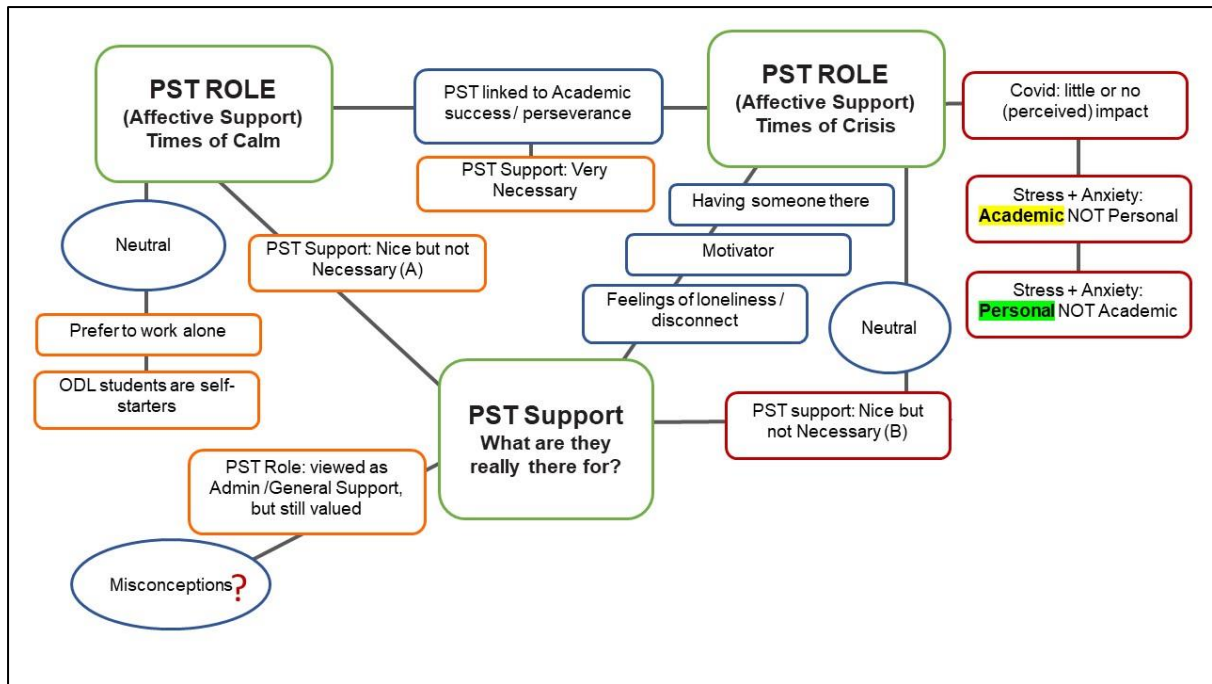 PST ROLE
(Affective Support)
Times of Calm
PST linked to Academic
success / perseverance
PST Support: Very
Necessary
PST ROLE
(Affective Support)
Times of Crisis
Covid: little or no
(perceived) impact
Stress + Anxiety:
Academic NOT Personal
Stress + Anxiety:
Personal NOT Academic
Having someone there
Motivator
Feelings of loneliness /
disconnect
Neutral
PST Support: Nice but not
Necessary (A)
Neutral
Prefer to work alone
ODL students are self-
starters
PST Support
What are they
really there for?
PST support: Nice but
not Necessary (B)
PST Role: viewed as
Admin /General Support,
but still valued
Misconceptions?